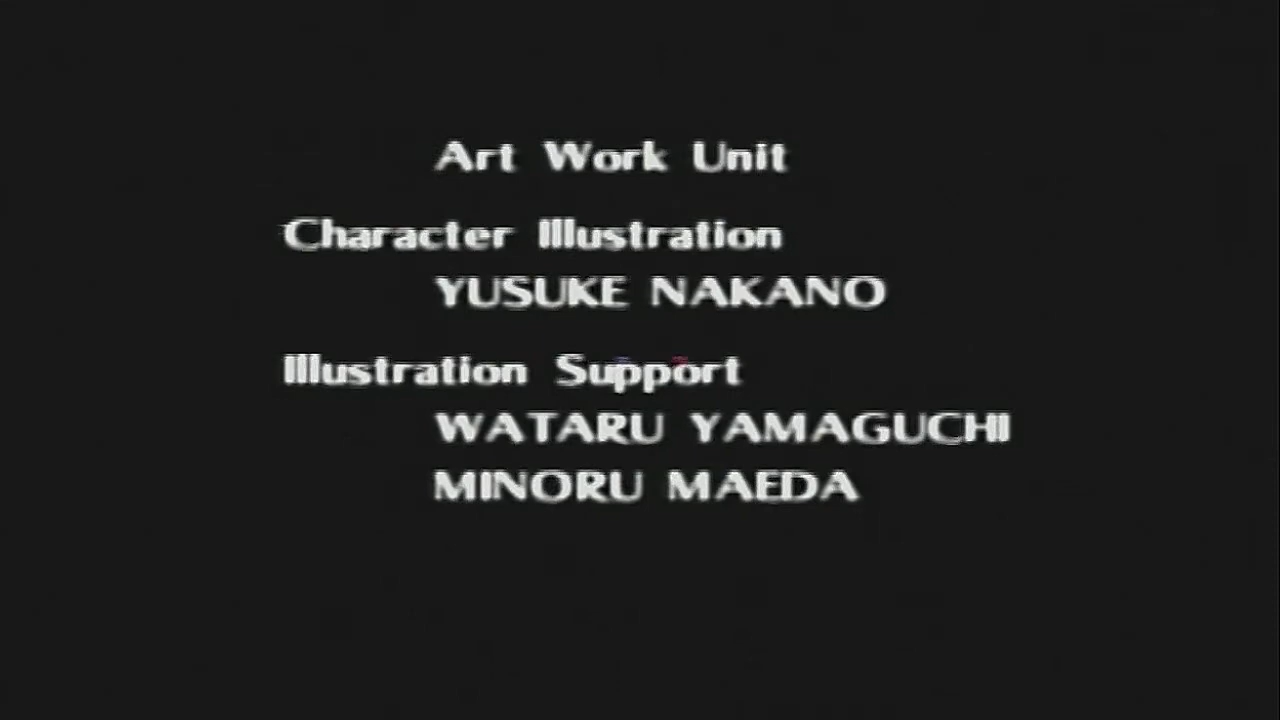 Art Work Unit
Character Illustration
YUSUKE NAKANO
Illustration Support
WATARU YAMAGUCHI
MINORU MAEDA